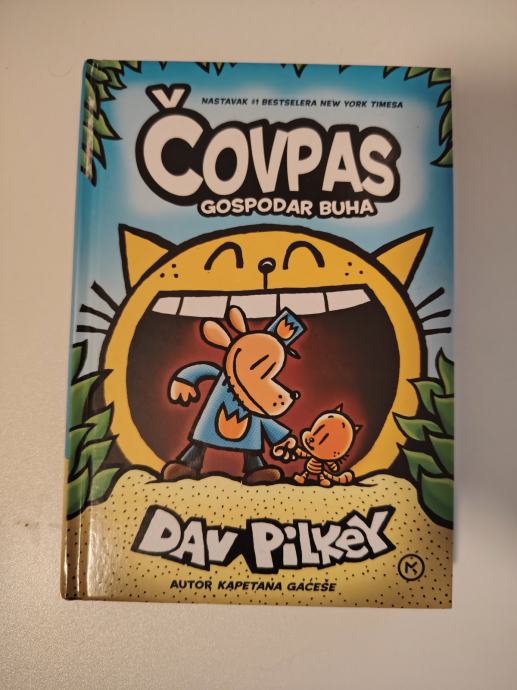 NASTAVAK #1 BESTSELERA NEW YORK TIMESA
ČOVPAS
GOSPODAR BUHA
DAV PILKEY
AUTOR KAPETANA GAĆEŠE
M